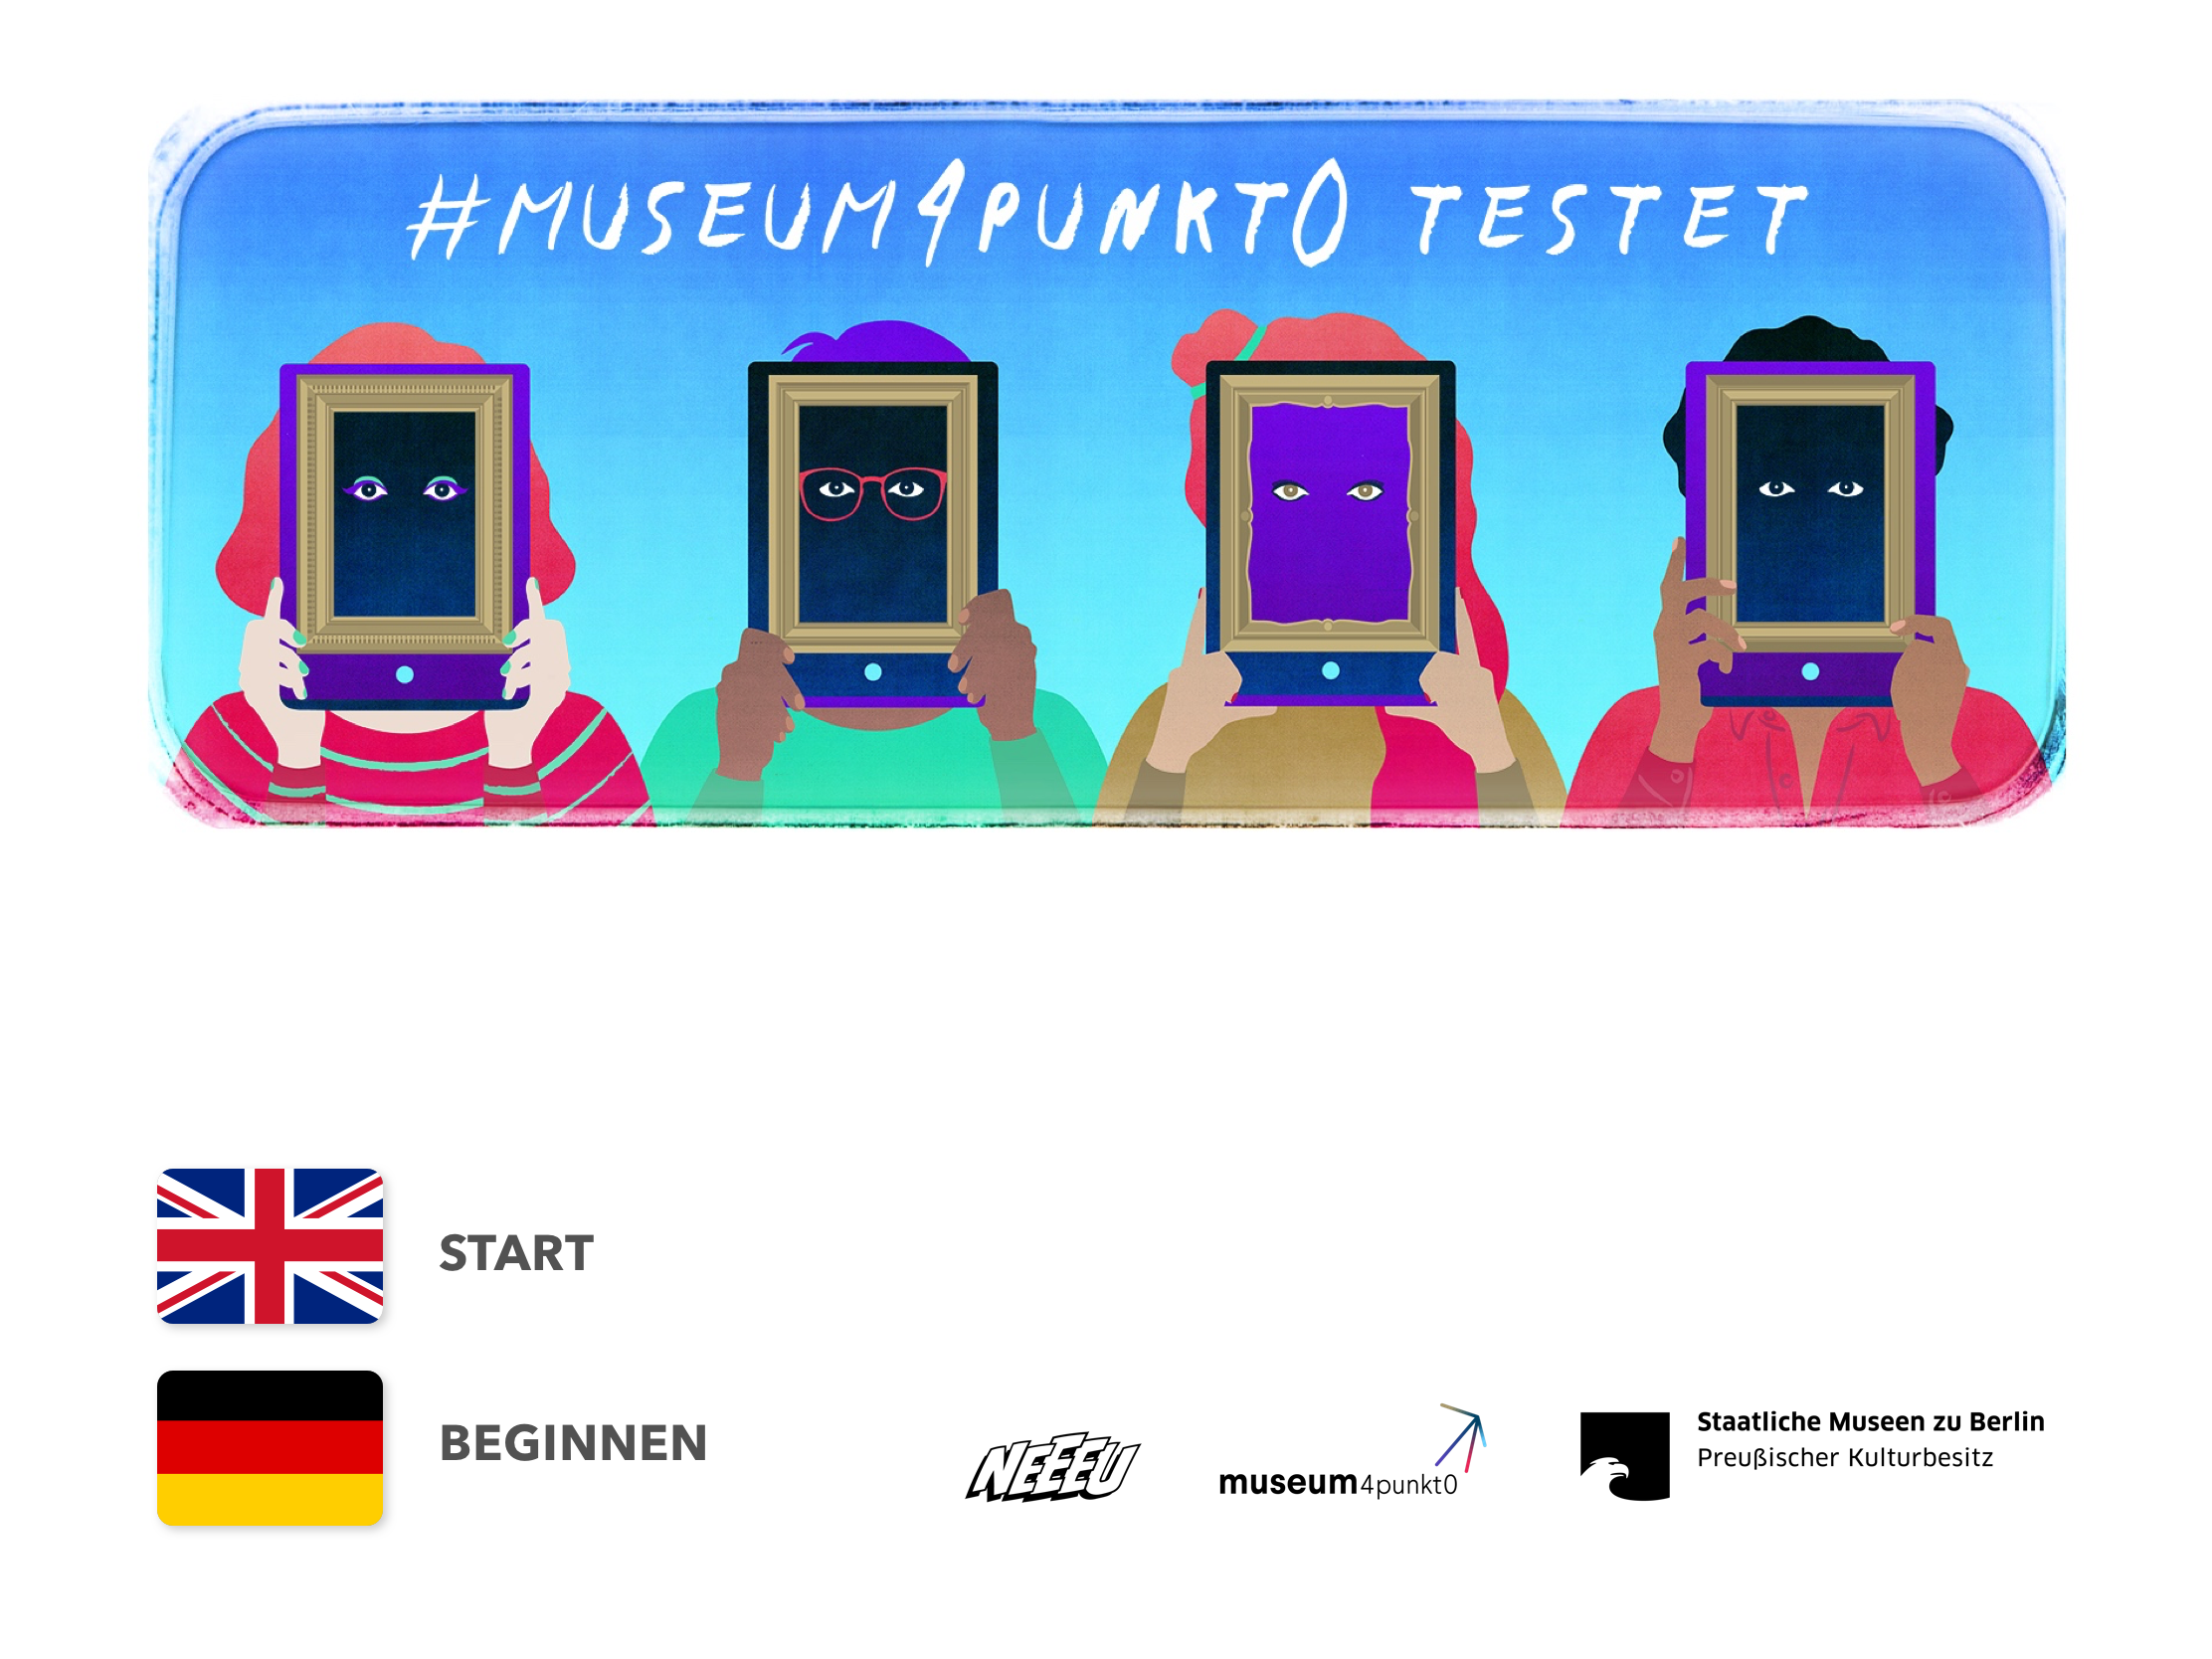 #MUSEUM4PUNKT0 TESTET
START
BEGINNEN
NEEEU
museum4punkt0
Staatliche Museen zu Berlin
Preußischer Kulturbesitz